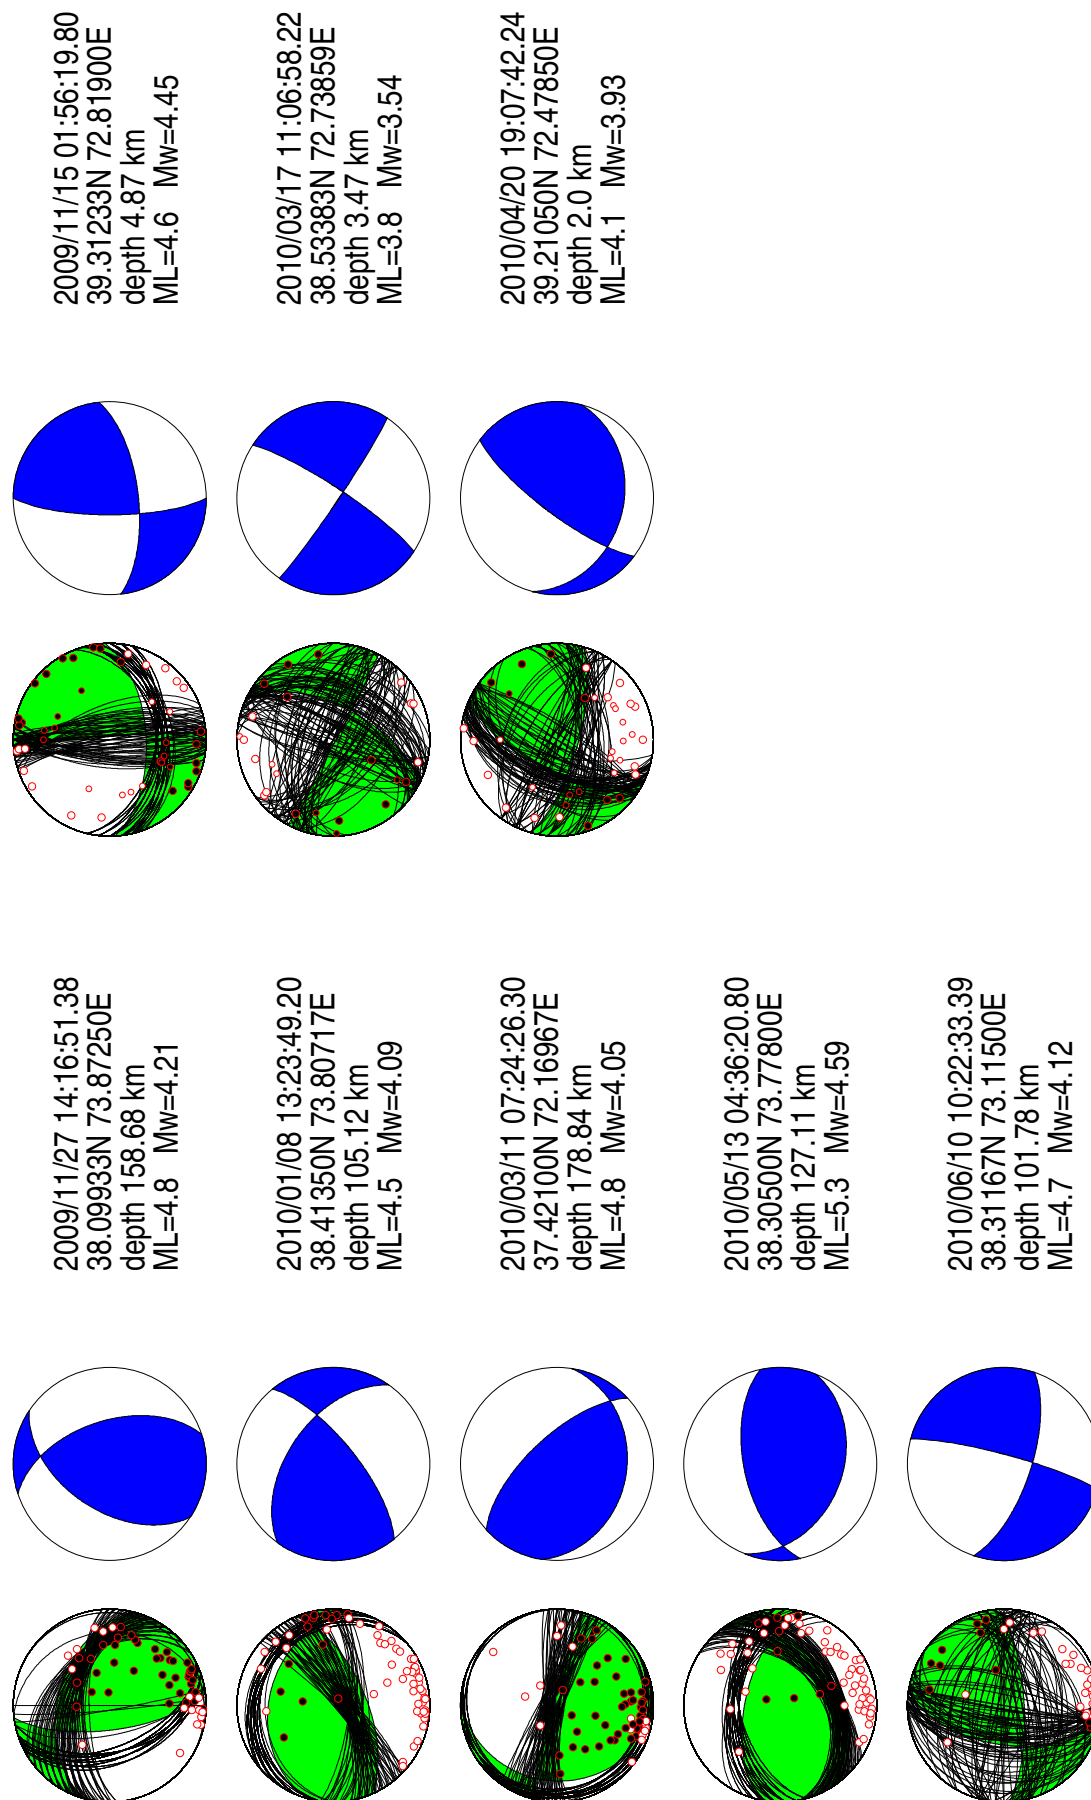 2009/11/15 01:56:19.80
39.31233N 72.81900E
depth 4.87 km
ML=4.6 Mw=4.45
2010/03/17 11:06:58.22
38.53383N 72.73859E
depth 3.47 km
ML=3.8 Mw=3.54
2010/04/20 19:07:42.24
39.21050N 72.47850E
depth 2.0 km
ML=4.1 Mw=3.93
2009/11/27 14:16:51.38
38.09933N 73.87250E
depth 158.68 km
ML=4.8 Mw=4.21
2010/01/08 13:23:49.20
38.41350N 73.80717E
depth 105.12 km
ML=4.5 Mw=4.09
2010/03/11 07:24:26.30
37.42100N 72.16967E
depth 178.84 km
ML=4.8 Mw=4.05
2010/05/13 04:36:20.80
38.30500N 73.77800E
depth 127.11 km
ML=5.3 Mw=4.59
2010/06/10 10:22:33.39
38.31167N 73.11500E
depth 101.78 km
ML=4.7 Mw=4.12